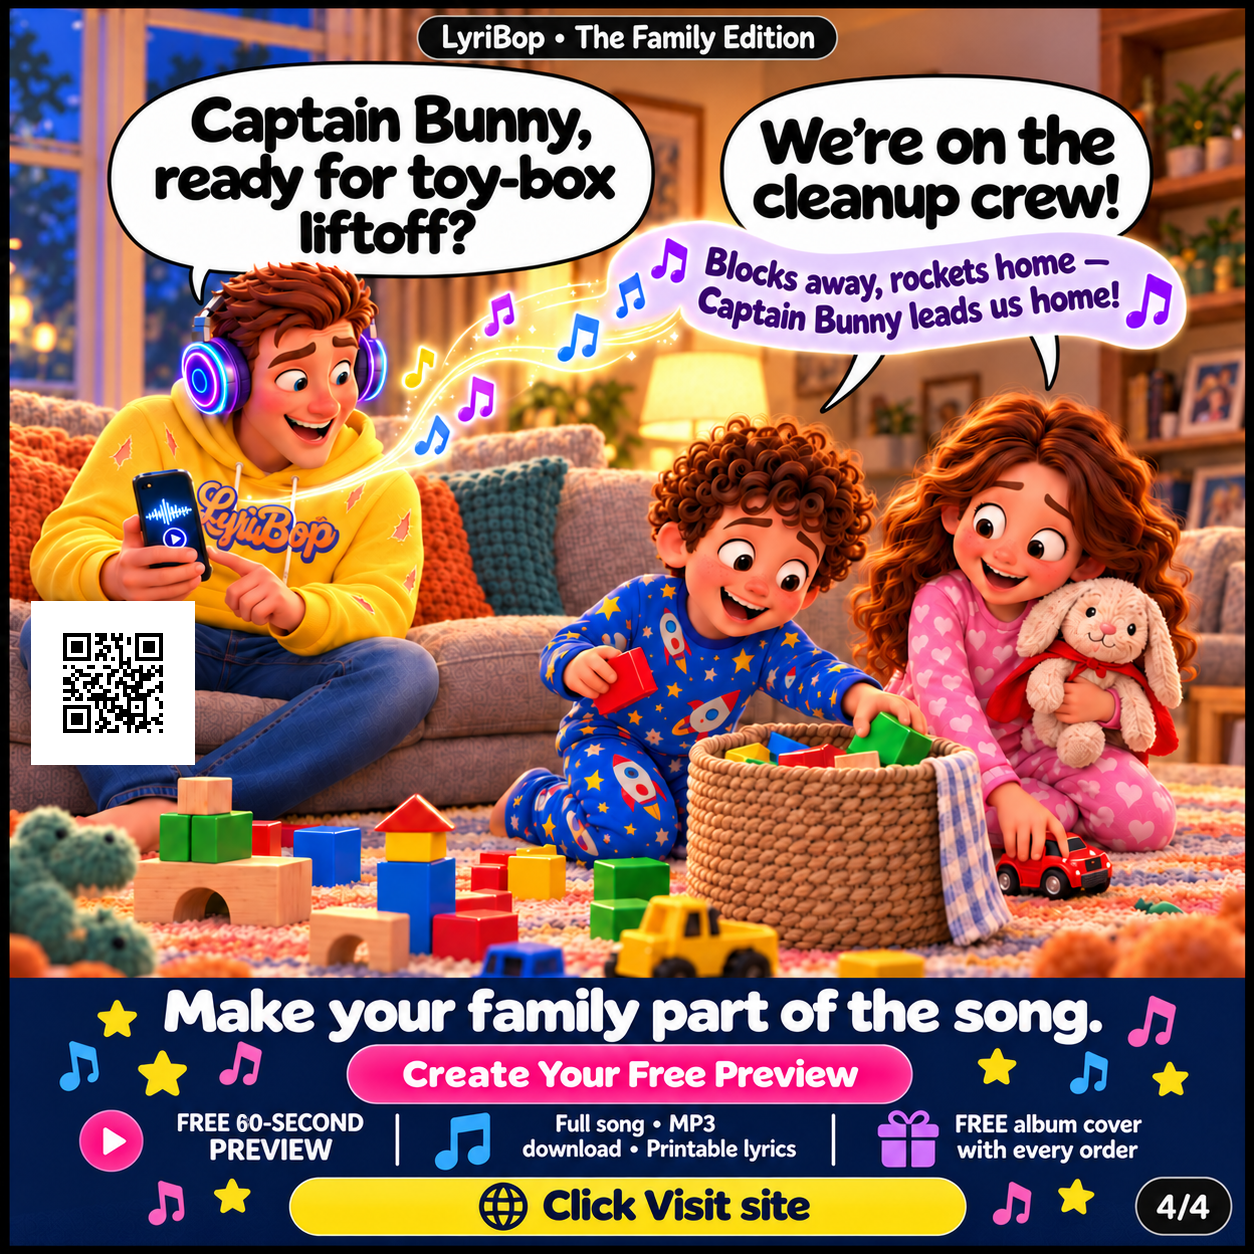 LyriBop • The Family Edition
Captain Bunny,
ready for toy-box
liftoff?
We're on the
cleanup crew!
Blocks away, rockets home –
Captain Bunny leads us home!
LyriBop
Make your family part of the song.
Create Your Free Preview
FREE 60-SECOND
PREVIEW
Full song • MP3
download • Printable lyrics
FREE album cover
with every order
Click Visit site
4/4